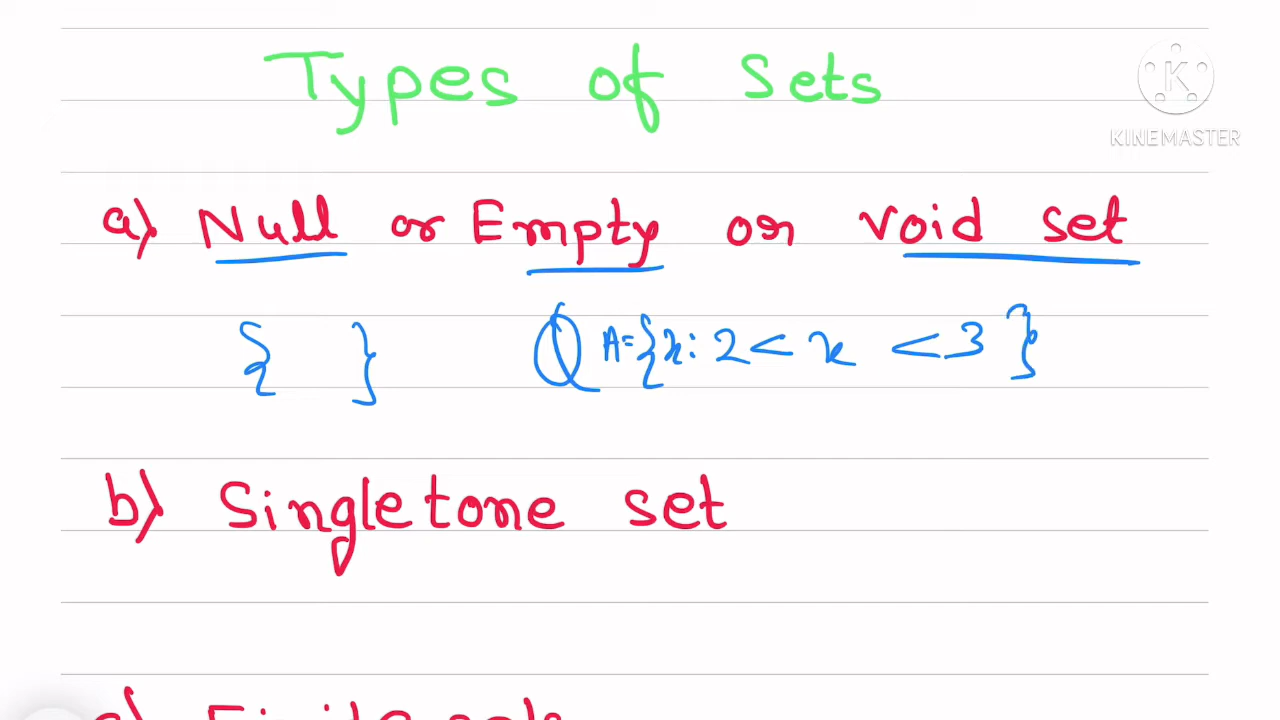 Types of Sets
K
KINEMASTER
a) Null or Empty or void set
{ } Q A={x: 2 < x < 3}
b) Singletone set